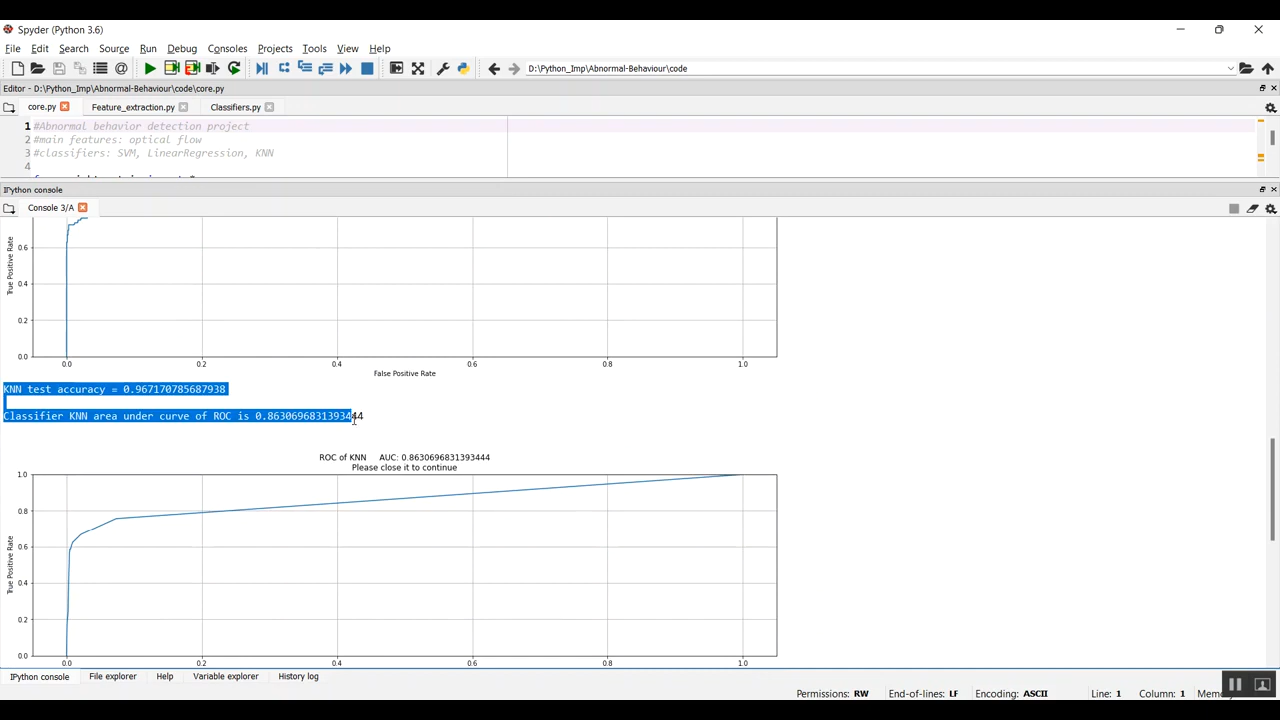 Spyder (Python 3.6)
File Edit Search Source Run Debug Consoles Projects Tools View Help
D:\Python_Imp\Abnormal-Behaviour\code
Editor - D:\Python_Imp\Abnormal-Behaviour\code\core.py
core.py Feature_extraction.py Classifiers.py
1 #Abnormal behavior detection project
2 #main features: optical flow
3 #classifiers: SVM, LinearRegression, KNN
4
IPython console
Console 3/A
True Positive Rate
0.6
0.4
0.2
0.0
0.0 0.2 0.4 0.6 0.8 1.0
False Positive Rate
KNN test accuracy = 0.967170785687938
Classifier KNN area under curve of ROC is 0.8630696831393444
ROC of KNN AUC: 0.8630696831393444
Please close it to continue
True Positive Rate
1.0
0.8
0.6
0.4
0.2
0.0
0.0 0.2 0.4 0.6 0.8 1.0
IPython console File explorer Help Variable explorer History log
Permissions: RW End-of-lines: LF Encoding: ASCII Line: 1 Column: 1